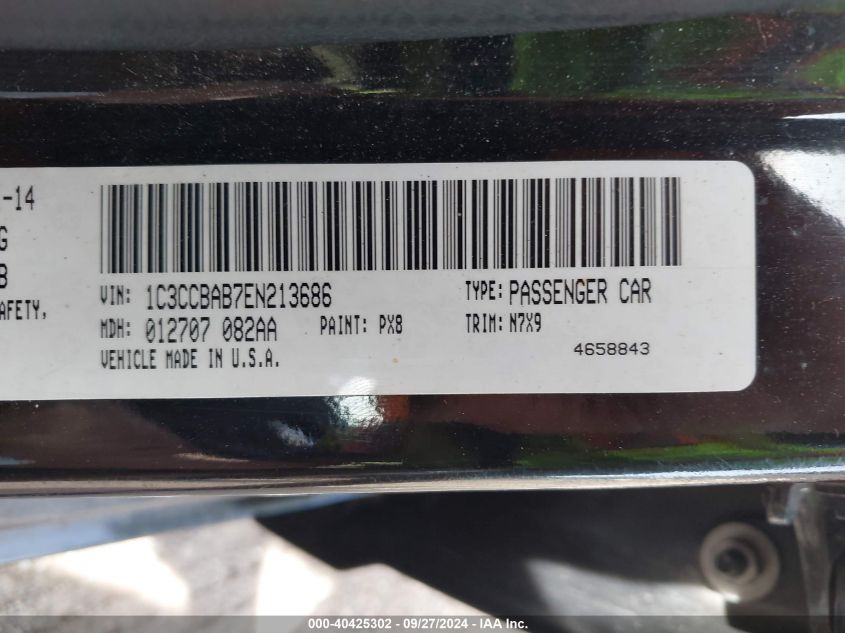 -14
G
B
AFETY,
VIN: 1C3CCBAB7EN213686 TYPE: PASSENGER CAR
MDH: 012707 082AA PAINT: PX8 TRIM: N7X9
VEHICLE MADE IN U.S.A. 4658843
000-40425302 - 09/27/2024 - IAA Inc.